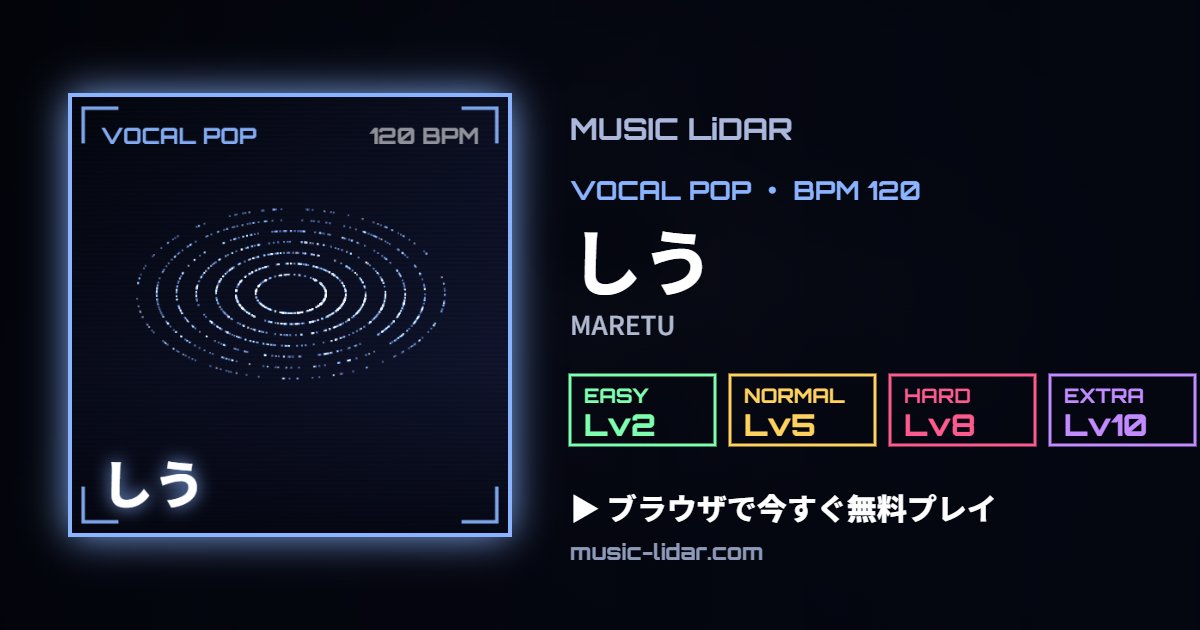 VOCAL POP 120 BPM
しう
MUSIC LiDAR
VOCAL POP • BPM 120
しう
MARETU
EASY NORMAL HARD EXTRA
Lv2 Lv5 Lv8 Lv10
▶ ブラウザで今すぐ無料プレイ
music-lidar.com